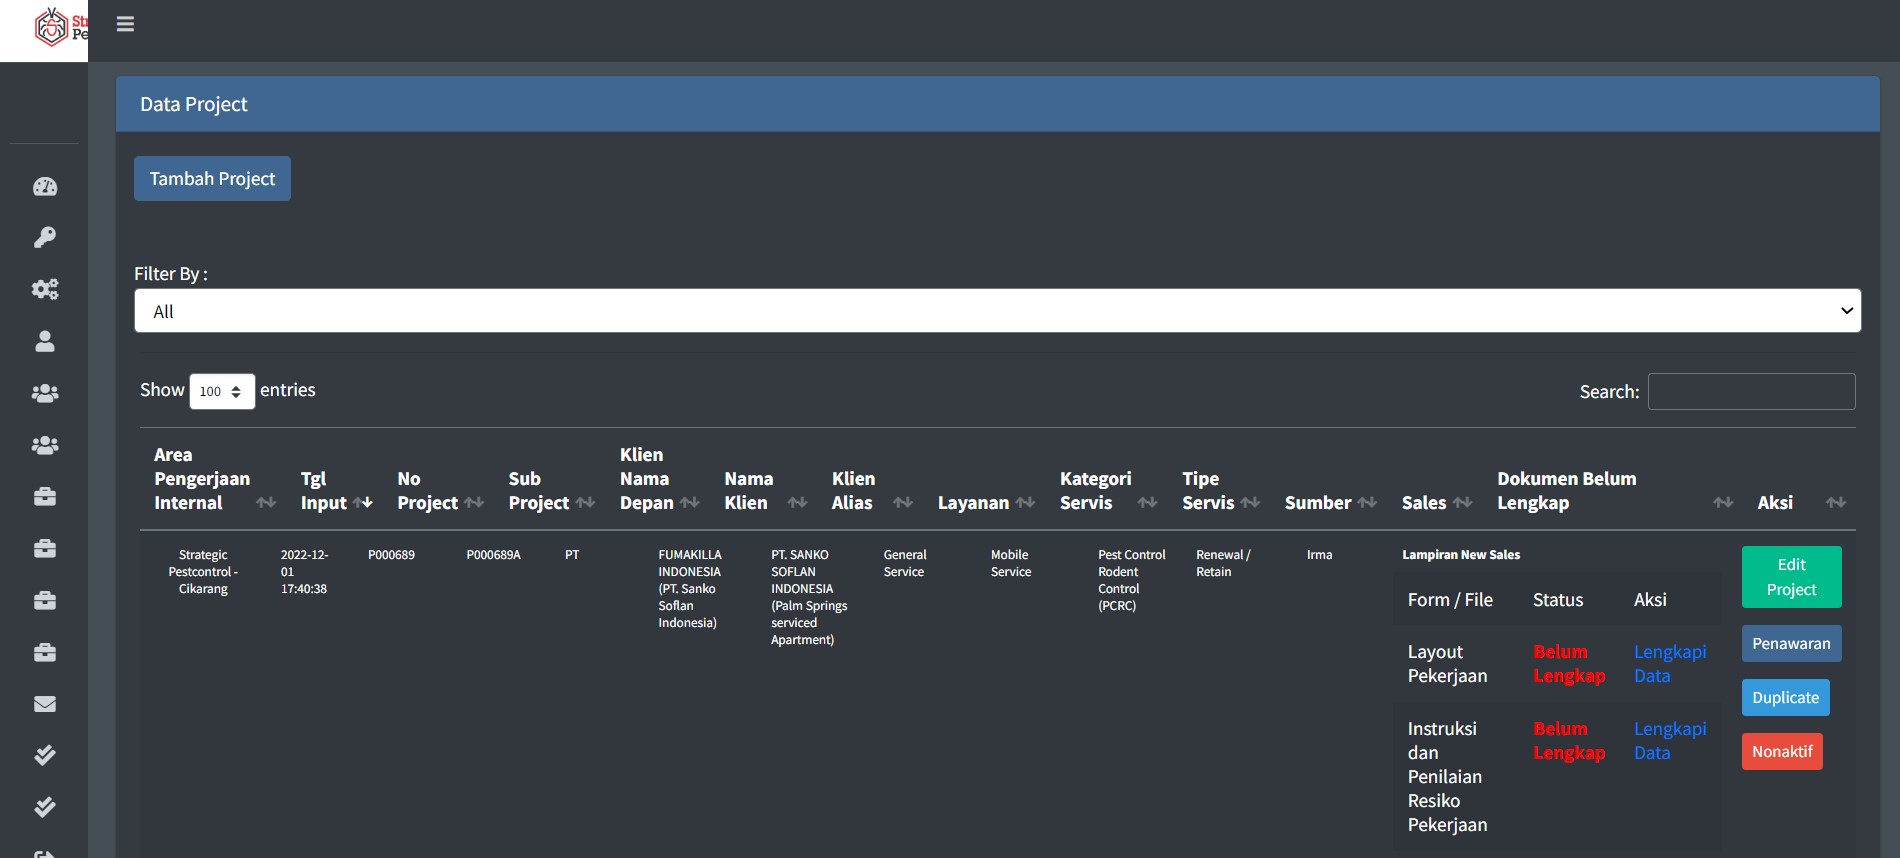 Data Project
Tambah Project
Filter By :
All
Show 100 entries
Search:
Area Pengerjaan Internal
Tgl Input
No Project
Sub Project
Klien Nama Depan
Nama Klien
Klien Alias
Layanan
Kategori Servis
Tipe Servis
Sumber
Sales
Dokumen Belum Lengkap
Aksi
Strategic
Pestcontrol -
Cikarang
2022-12-
01
17:40:38
P000689
P000689A
PT
FUMAKILLA
INDONESIA
(PT. Sanko
Soflan
Indonesia)
PT. SANKO
SOFLAN
INDONESIA
(Palm Springs
serviced
Apartment)
General
Service
Mobile
Service
Pest Control
Rodent
Control
(PCRC)
Renewal /
Retain
Irma
Lampiran New Sales
Form / File
Status
Aksi
Layout
Pekerjaan
Belum
Lengkap
Lengkapi
Data
Instruksi
dan
Penilaian
Resiko
Pekerjaan
Belum
Lengkap
Lengkapi
Data
Edit
Project
Penawaran
Duplicate
Nonaktif